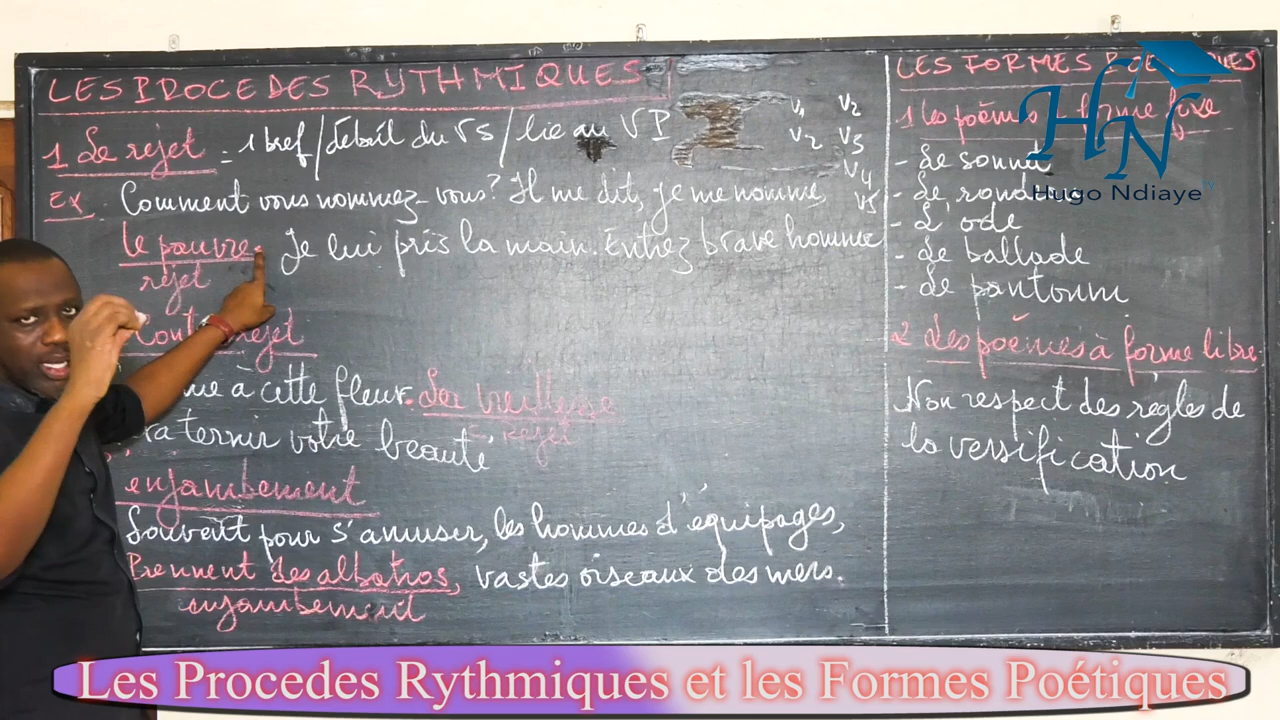 LES PROCEDES RYTHMIQUES
1 Le rejet = 1 bref/début du VS/lié au VP
V1 V2
V2 V3
V4
V5
Ex Comment vous nommez-vous? Il me dit, je me nomme,
le pauvre. Je lui pris la main. Entrez brave homme
rejet
rejet
à cette fleur. La vieillesse
rejet
ternir votre beauté
enjambement
Souvent pour s'amuser, les hommes d'équipages,
Prennent des albatros, vastes oiseaux des mers.
enjambement
LES FORMES
1 Les poèmes forme fixe
- Le sonnet
- Le
- L'ode
- Le ballade
- Le pantoum
2 Les poèmes à forme libre.
Non respect des règles de
la versification
HN
Hugo Ndiaye
Les Procedes Rythmiques et les Formes Poétiques